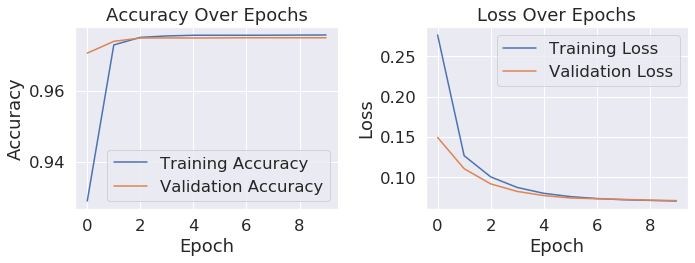 Accuracy Over Epochs
Accuracy
0.96
0.94
Training Accuracy
Validation Accuracy
0 2 4 6 8
Epoch
Loss Over Epochs
Loss
0.25
0.20
0.15
0.10
Training Loss
Validation Loss
0 2 4 6 8
Epoch